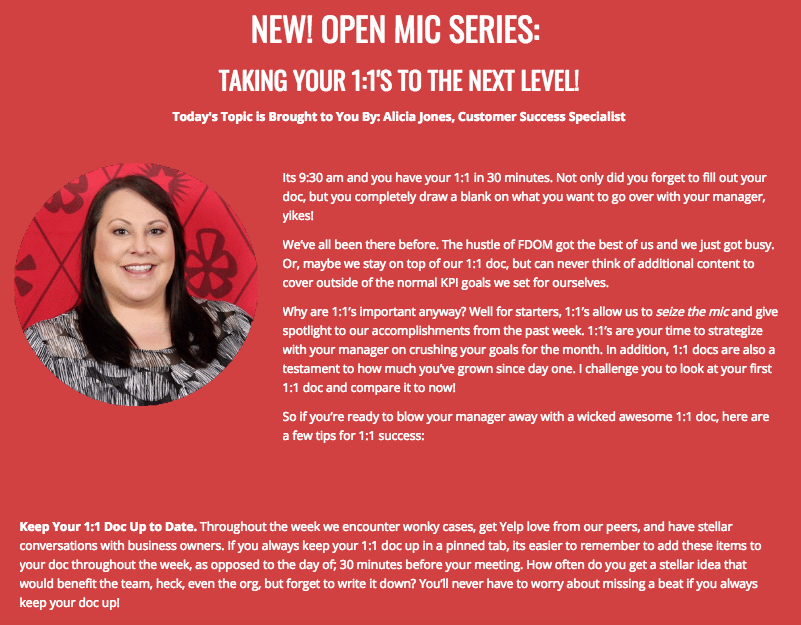 NEW! OPEN MIC SERIES:
TAKING YOUR 1:1'S TO THE NEXT LEVEL!
Today's Topic is Brought to You By: Alicia Jones, Customer Success Specialist
Its 9:30 am and you have your 1:1 in 30 minutes. Not only did you forget to fill out your
doc, but you completely draw a blank on what you want to go over with your manager,
yikes!
We've all been there before. The hustle of FDOM got the best of us and we just got busy.
Or, maybe we stay on top of our 1:1 doc, but can never think of additional content to
cover outside of the normal KPI goals we set for ourselves.
Why are 1:1's important anyway? Well for starters, 1:1's allow us to seize the mic and give
spotlight to our accomplishments from the past week. 1:1's are your time to strategize
with your manager on crushing your goals for the month. In addition, 1:1 docs are also a
testament to how much you've grown since day one. I challenge you to look at your first
1:1 doc and compare it to now!
So if you're ready to blow your manager away with a wicked awesome 1:1 doc, here are
a few tips for 1:1 success:
Keep Your 1:1 Doc Up to Date. Throughout the week we encounter wonky cases, get Yelp love from our peers, and have stellar
conversations with business owners. If you always keep your 1:1 doc up in a pinned tab, its easier to remember to add these items to
your doc throughout the week, as opposed to the day of; 30 minutes before your meeting. How often do you get a stellar idea that
would benefit the team, heck, even the org, but forget to write it down? You'll never have to worry about missing a beat if you always
keep your doc up!